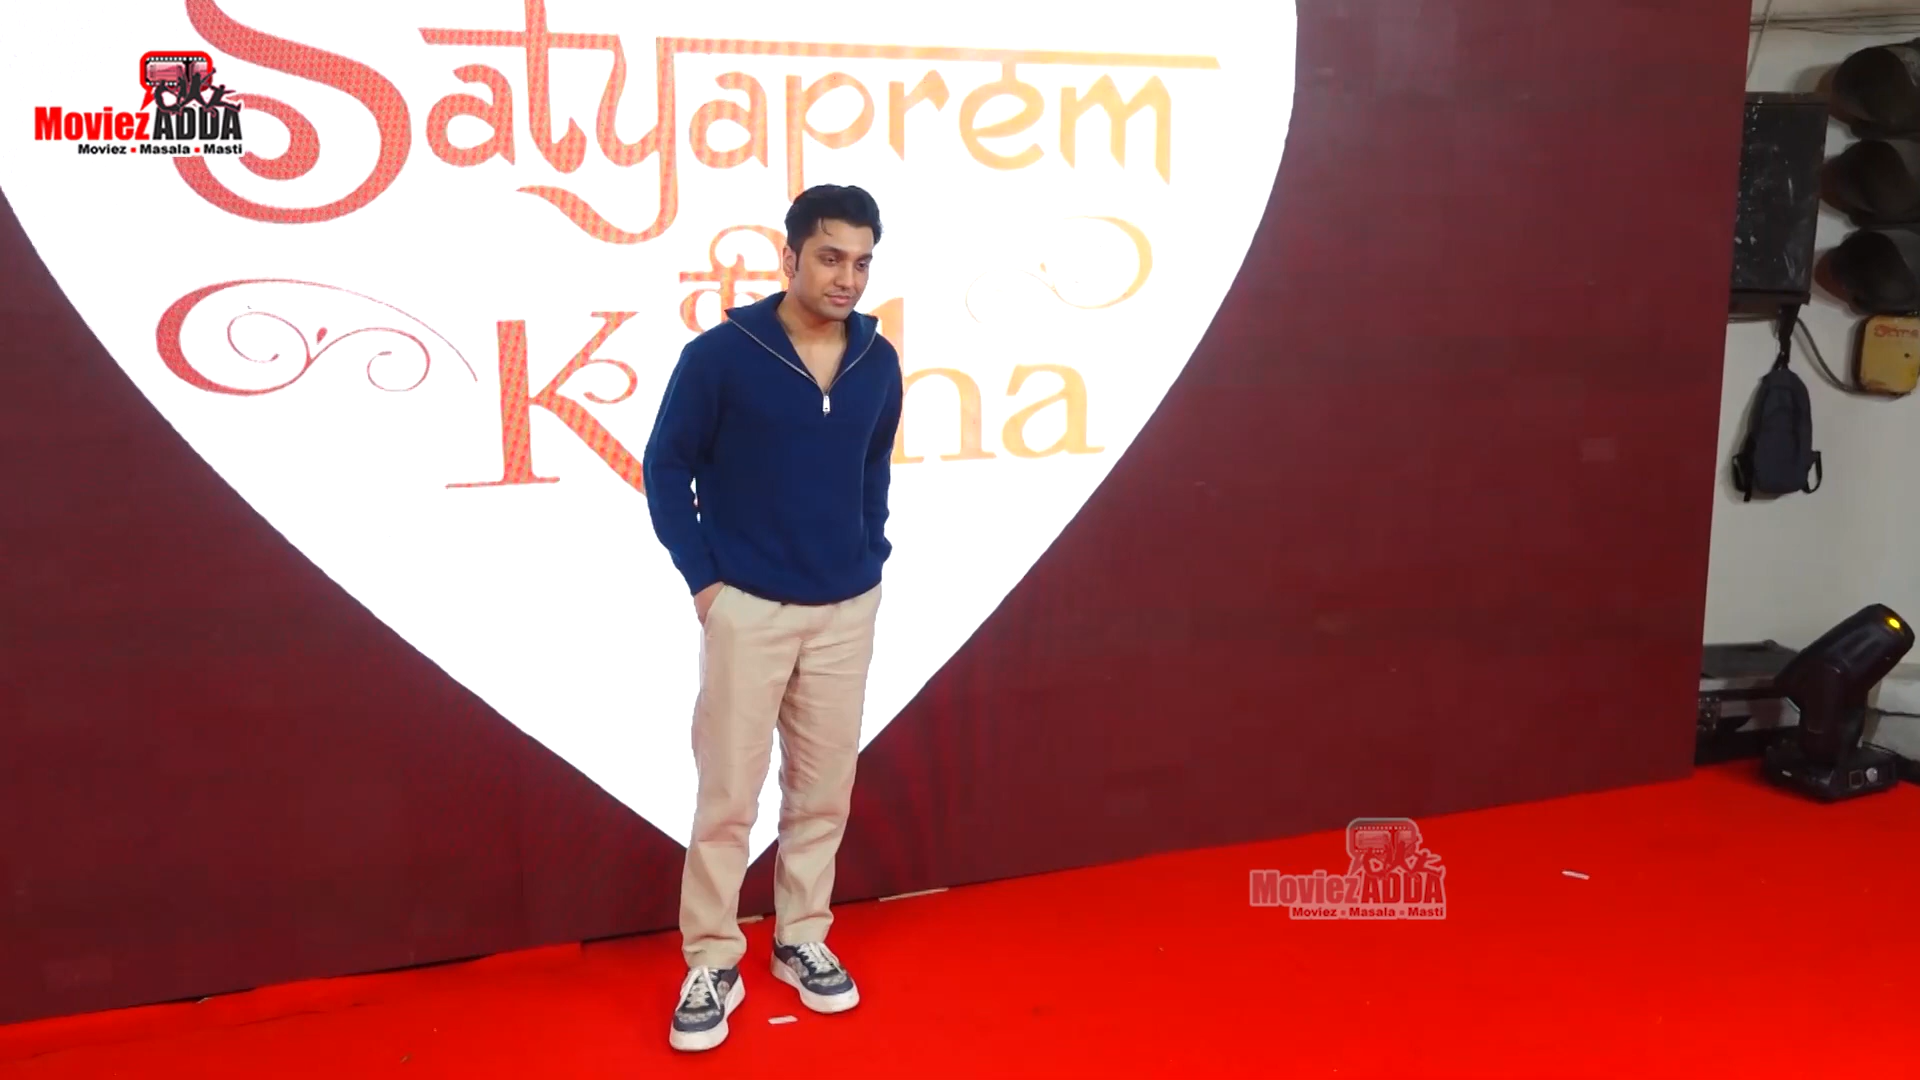 Satyaprem
की
K ha
MoviezADDA
Moviez • Masala • Masti
MoviezADDA
Moviez • Masala • Masti